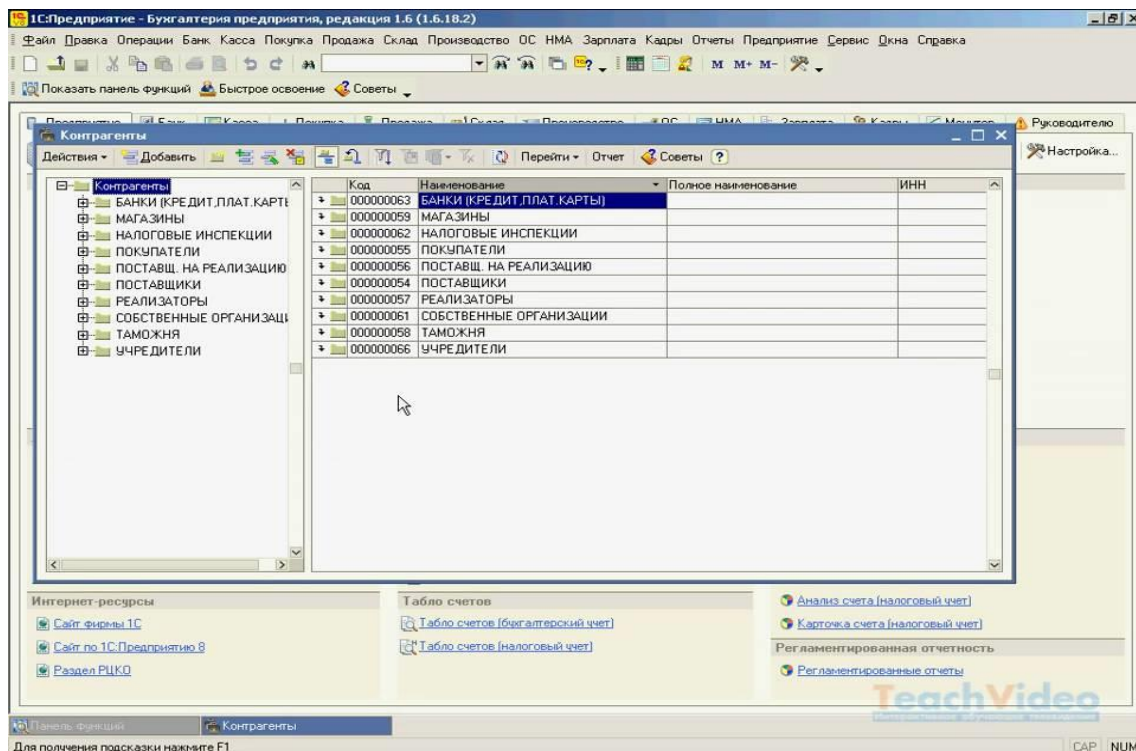 1С:Предприятие - Бухгалтерия предприятия, редакция 1.6 (1.6.18.2)
Файл Правка Операции Банк Касса Покупка Продажа Склад Производство ОС НМА Зарплата Кадры Отчеты Предприятие Сервис Окна Справка
M M+ M-
Показать панель функций Быстрое освоение Советы
Руководителю
Контрагенты
Настройка...
Действия Добавить Перейти Отчет Советы ?
Контрагенты
БАНКИ (КРЕДИТ,ПЛАТ.КАРТЫ
МАГАЗИНЫ
НАЛОГОВЫЕ ИНСПЕКЦИИ
ПОКУПАТЕЛИ
ПОСТАВЩ. НА РЕАЛИЗАЦИЮ
ПОСТАВЩИКИ
РЕАЛИЗАТОРЫ
СОБСТВЕННЫЕ ОРГАНИЗАЦИ
ТАМОЖНЯ
УЧРЕДИТЕЛИ
Код Наименование Полное наименование ИНН
000000063 БАНКИ (КРЕДИТ,ПЛАТ.КАРТЫ)
000000059 МАГАЗИНЫ
000000062 НАЛОГОВЫЕ ИНСПЕКЦИИ
000000055 ПОКУПАТЕЛИ
000000056 ПОСТАВЩ. НА РЕАЛИЗАЦИЮ
000000054 ПОСТАВЩИКИ
000000057 РЕАЛИЗАТОРЫ
000000061 СОБСТВЕННЫЕ ОРГАНИЗАЦИИ
000000058 ТАМОЖНЯ
000000066 УЧРЕДИТЕЛИ
Интернет-ресурсы
Сайт фирмы 1С
Сайт по 1С:Предприятию 8
Раздел РЦКО
Табло счетов
Табло счетов (бухгалтерский учет)
Табло счетов (налоговый учет)
Анализ счета (налоговый учет)
Карточка счета (налоговый учет)
Регламентированная отчетность
Регламентированные отчеты
TeachVideo
Панель функций Контрагенты
Для получения подсказки нажмите F1 CAP NUM